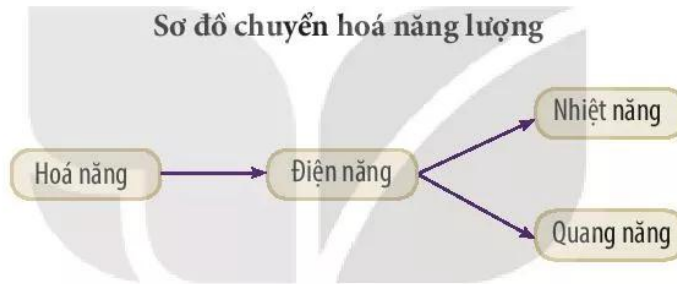 Sơ đồ chuyển hoá năng lượng
Hoá năng
Điện năng
Nhiệt năng
Quang năng